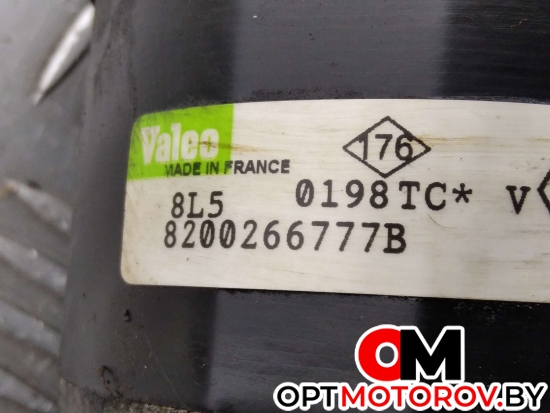 Valeo
MADE IN FRANCE
176
8L5 0198TC* V
8200266777B
OM
OPTMOTOROV.BY